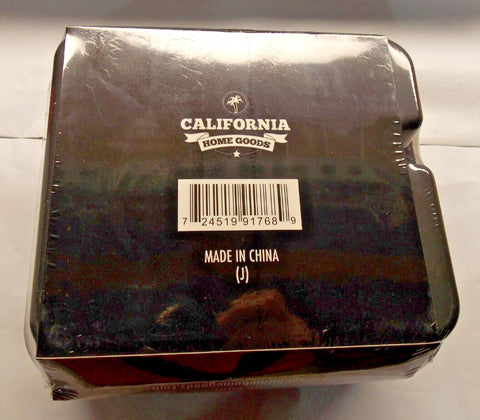 CALIFORNIA
HOME GOODS
7 24519 91768 9
MADE IN CHINA
(J)